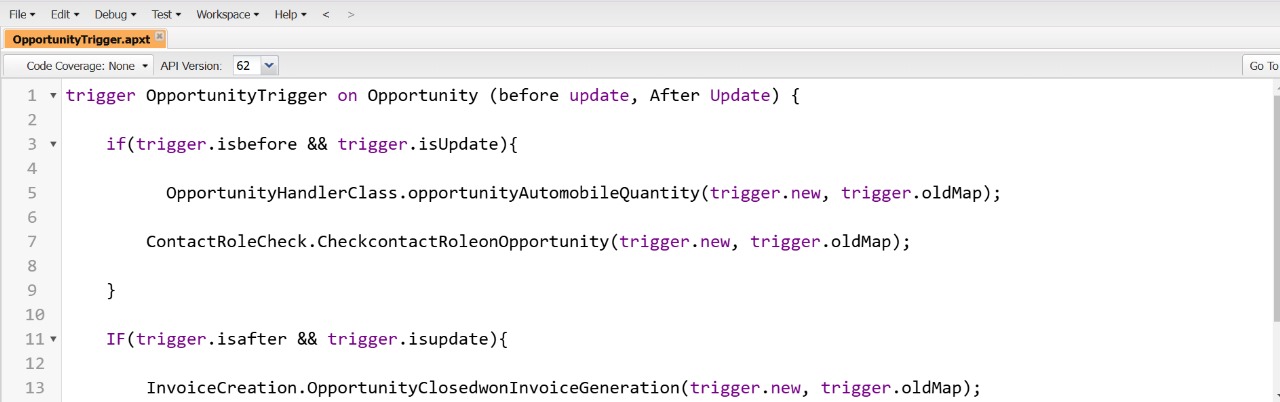 File Edit Debug Test Workspace Help < >
OpportunityTrigger.apxt
Code Coverage: None API Version: 62 Go To
1 trigger OpportunityTrigger on Opportunity (before update, After Update) {
2
3 if(trigger.isbefore && trigger.isUpdate){
4
5 OpportunityHandlerClass.opportunityAutomobileQuantity(trigger.new, trigger.oldMap);
6
7 ContactRoleCheck.CheckcontactRoleonOpportunity(trigger.new, trigger.oldMap);
8
9 }
10
11 IF(trigger.isafter && trigger.isupdate){
12
13 InvoiceCreation.OpportunityClosedwonInvoiceGeneration(trigger.new, trigger.oldMap);